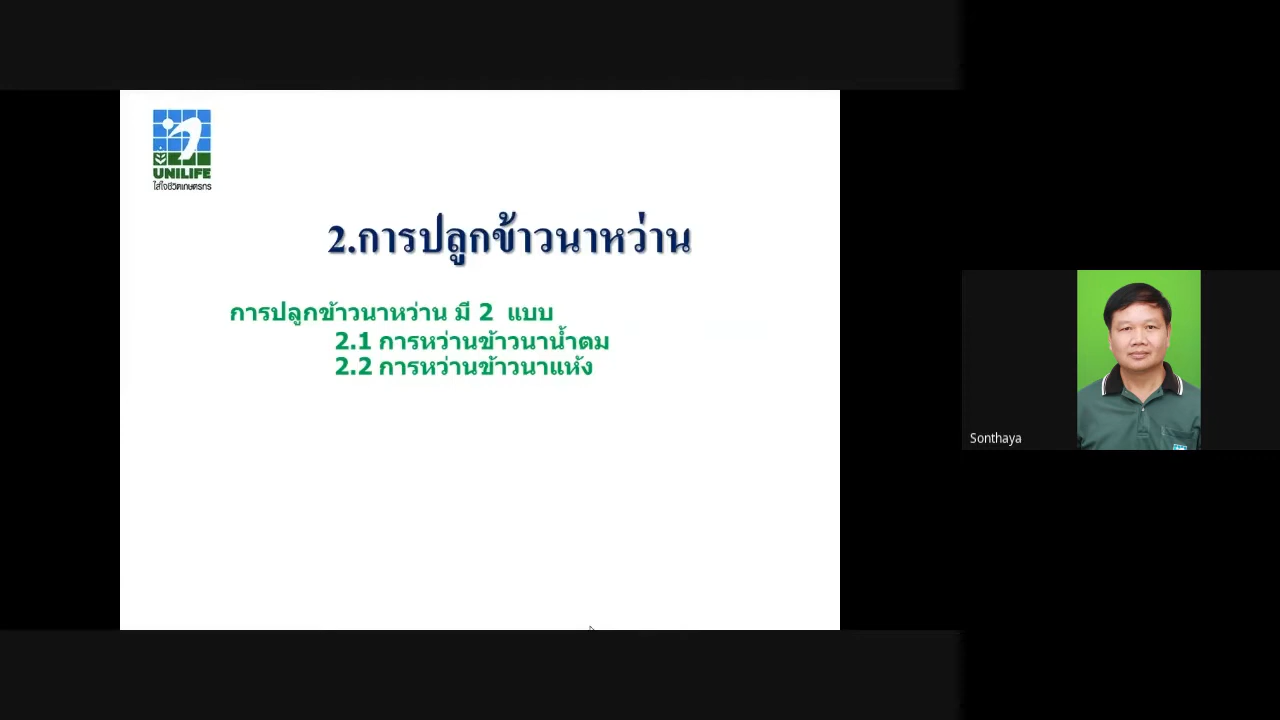 UNILIFE
ใส่ใจชีวิตเกษตรกร
2.การปลูกข้าวนาหว่าน
การปลูกข้าวนาหว่าน มี 2 แบบ
2.1 การหว่านข้าวนาน้ำตม
2.2 การหว่านข้าวนาแห้ง
Sonthaya